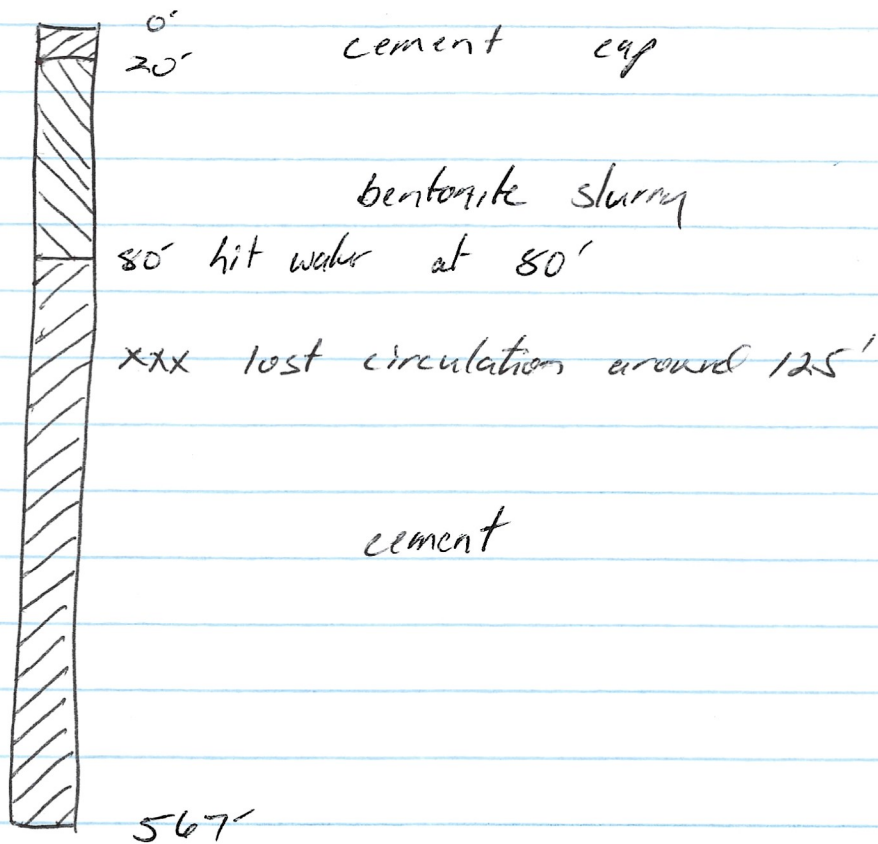 0'
cement cap
20'
bentonite slurry
80' hit water at 80'
xxx lost circulation around 125'
cement
567'